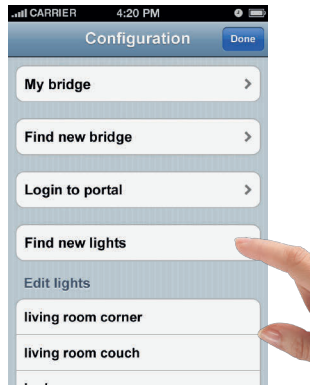 CARRIER 4:20 PM
Configuration Done
My bridge
Find new bridge
Login to portal
Find new lights
Edit lights
living room corner
living room couch